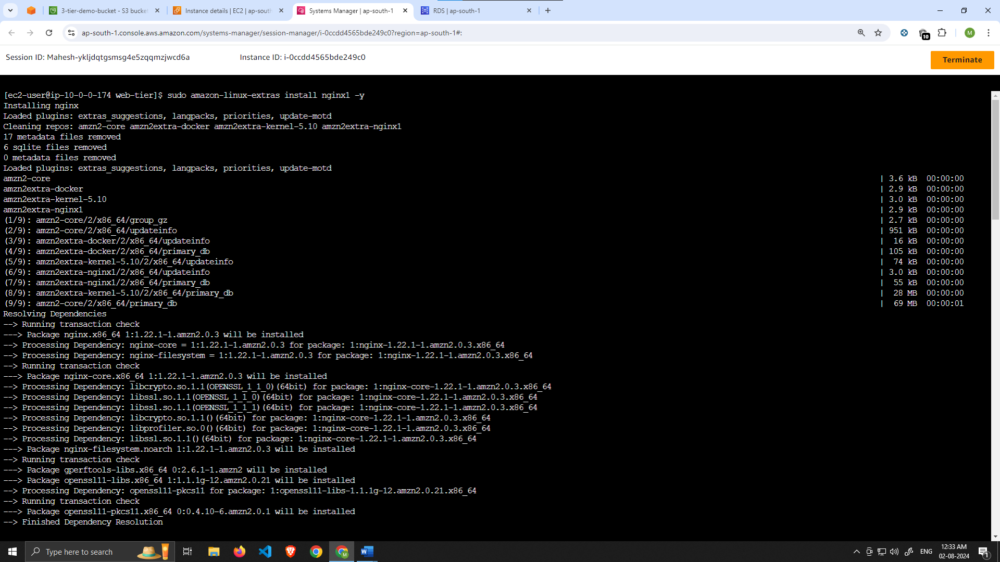 3-tier-demo-bucket - S3 bucket
Instance details | EC2 | ap-south
Systems Manager | ap-south-1
RDS | ap-south-1
ap-south-1.console.aws.amazon.com/systems-manager/session-manager/i-0ccdd4565bde249c0?region=ap-south-1#:
10
M
Session ID: Mahesh-ykljdqtgsmsg4e5zqqmzjwcd6a
Instance ID: i-0ccdd4565bde249c0
Terminate
[ec2-user@ip-10-0-0-174 web-tier]$ sudo amazon-linux-extras install nginx1 -y
Installing nginx
Loaded plugins: extras_suggestions, langpacks, priorities, update-motd
Cleaning repos: amzn2-core amzn2extra-docker amzn2extra-kernel-5.10 amzn2extra-nginx1
17 metadata files removed
6 sqlite files removed
0 metadata files removed
Loaded plugins: extras_suggestions, langpacks, priorities, update-motd
amzn2-core | 3.6 kB 00:00:00
amzn2extra-docker | 2.9 kB 00:00:00
amzn2extra-kernel-5.10 | 3.0 kB 00:00:00
amzn2extra-nginx1 | 2.9 kB 00:00:00
(1/9): amzn2-core/2/x86_64/group_gz | 2.7 kB 00:00:00
(2/9): amzn2-core/2/x86_64/updateinfo | 951 kB 00:00:00
(3/9): amzn2extra-docker/2/x86_64/updateinfo | 16 kB 00:00:00
(4/9): amzn2extra-docker/2/x86_64/primary_db | 105 kB 00:00:00
(5/9): amzn2extra-kernel-5.10/2/x86_64/updateinfo | 74 kB 00:00:00
(6/9): amzn2extra-nginx1/2/x86_64/updateinfo | 3.0 kB 00:00:00
(7/9): amzn2extra-nginx1/2/x86_64/primary_db | 55 kB 00:00:00
(8/9): amzn2extra-kernel-5.10/2/x86_64/primary_db | 28 MB 00:00:00
(9/9): amzn2-core/2/x86_64/primary_db | 69 MB 00:00:01
Resolving Dependencies
--> Running transaction check
---> Package nginx.x86_64 1:1.22.1-1.amzn2.0.3 will be installed
--> Processing Dependency: nginx-core = 1:1.22.1-1.amzn2.0.3 for package: 1:nginx-1.22.1-1.amzn2.0.3.x86_64
--> Processing Dependency: nginx-filesystem = 1:1.22.1-1.amzn2.0.3 for package: 1:nginx-1.22.1-1.amzn2.0.3.x86_64
--> Running transaction check
---> Package nginx-core.x86_64 1:1.22.1-1.amzn2.0.3 will be installed
--> Processing Dependency: libcrypto.so.1.1(OPENSSL_1_1_0)(64bit) for package: 1:nginx-core-1.22.1-1.amzn2.0.3.x86_64
--> Processing Dependency: libssl.so.1.1(OPENSSL_1_1_0)(64bit) for package: 1:nginx-core-1.22.1-1.amzn2.0.3.x86_64
--> Processing Dependency: libssl.so.1.1(OPENSSL_1_1_1)(64bit) for package: 1:nginx-core-1.22.1-1.amzn2.0.3.x86_64
--> Processing Dependency: libcrypto.so.1.1()(64bit) for package: 1:nginx-core-1.22.1-1.amzn2.0.3.x86_64
--> Processing Dependency: libprofiler.so.0()(64bit) for package: 1:nginx-core-1.22.1-1.amzn2.0.3.x86_64
--> Processing Dependency: libssl.so.1.1()(64bit) for package: 1:nginx-core-1.22.1-1.amzn2.0.3.x86_64
---> Package nginx-filesystem.noarch 1:1.22.1-1.amzn2.0.3 will be installed
--> Running transaction check
---> Package gperftools-libs.x86_64 0:2.6.1-1.amzn2 will be installed
---> Package openssl11-libs.x86_64 1:1.1.1g-12.amzn2.0.21 will be installed
--> Processing Dependency: openssl11-pkcs11 for package: 1:openssl11-libs-1.1.1g-12.amzn2.0.21.x86_64
--> Running transaction check
---> Package openssl11-pkcs11.x86_64 0:0.4.10-6.amzn2.0.1 will be installed
--> Finished Dependency Resolution
Type here to search
M
W
ENG
12:33 AM
02-08-2024
1